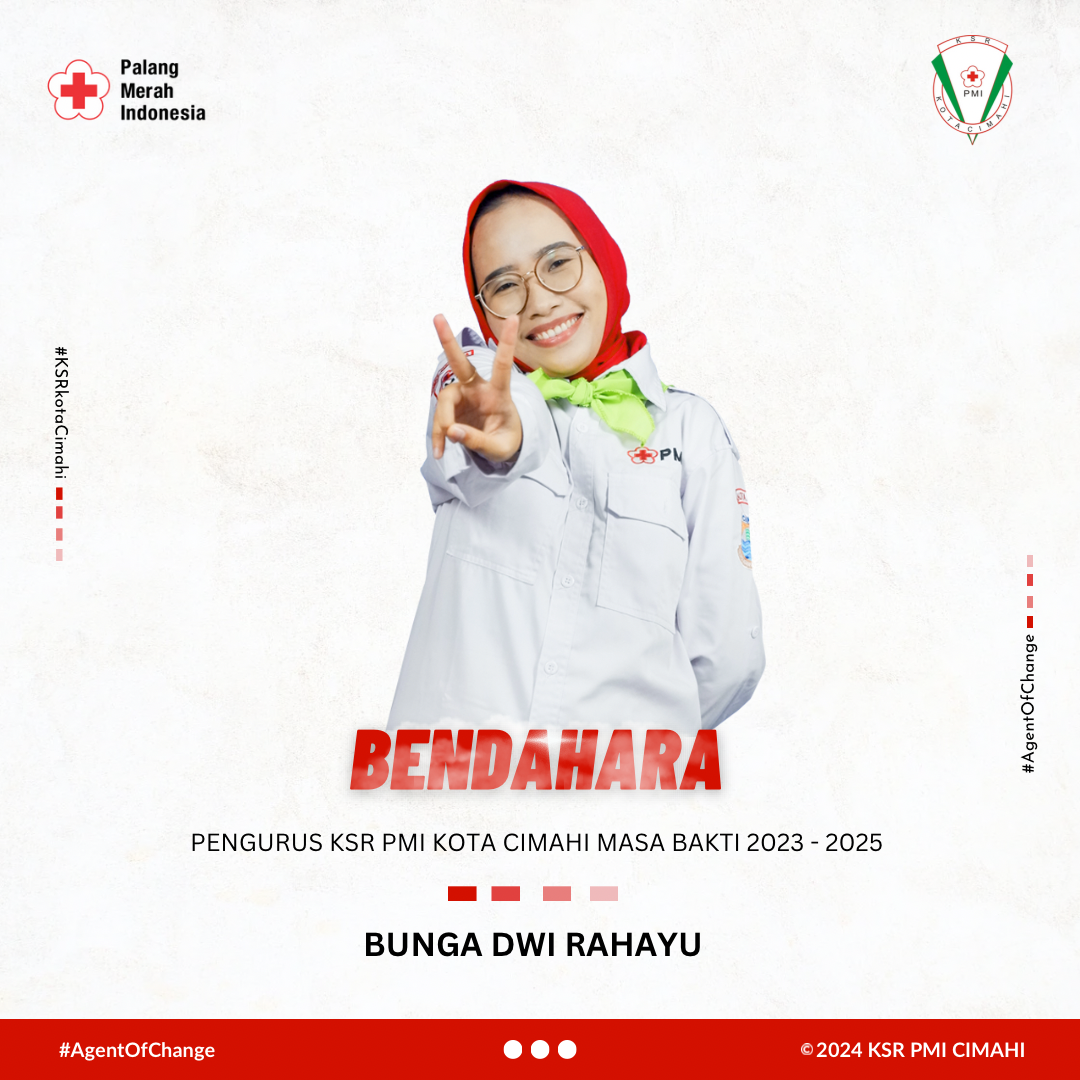 Palang
Merah
Indonesia
KSR
PMI
KOTA CIMAHI
#KSRkotaCimahi
PM
#AgentOfChange
BENDAHARA
PENGURUS KSR PMI KOTA CIMAHI MASA BAKTI 2023 - 2025
BUNGA DWI RAHAYU
#AgentOfChange
© 2024 KSR PMI CIMAHI